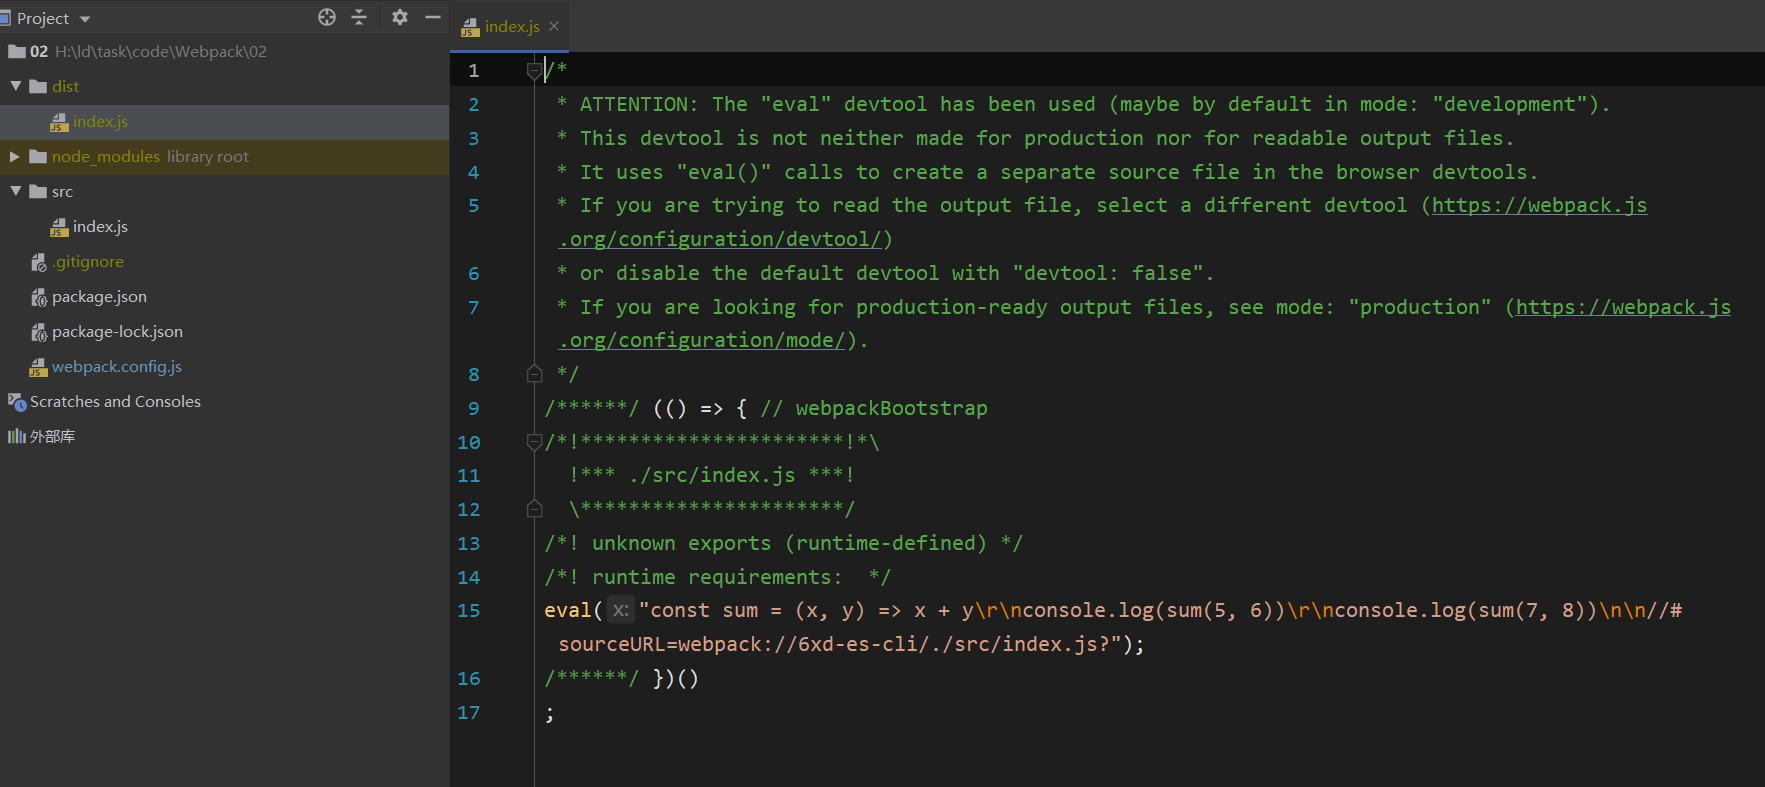 Project
02 H:\ld\task\code\Webpack\02
dist
index.js
node_modules library root
src
index.js
.gitignore
package.json
package-lock.json
webpack.config.js
Scratches and Consoles
外部库
index.js
1 /*
2 * ATTENTION: The "eval" devtool has been used (maybe by default in mode: "development").
3 * This devtool is not neither made for production nor for readable output files.
4 * It uses "eval()" calls to create a separate source file in the browser devtools.
5 * If you are trying to read the output file, select a different devtool (https://webpack.js
.org/configuration/devtool/)
6 * or disable the default devtool with "devtool: false".
7 * If you are looking for production-ready output files, see mode: "production" (https://webpack.js
.org/configuration/mode/).
8 */
9 /******/ (() => { // webpackBootstrap
10 /*!**********************!*\
11 !*** ./src/index.js ***!
12 \**********************/
13 /*! unknown exports (runtime-defined) */
14 /*! runtime requirements:  */
15 eval( x: "const sum = (x, y) => x + y\r\nconsole.log(sum(5, 6))\r\nconsole.log(sum(7, 8))\n\n//#
sourceURL=webpack://6xd-es-cli/./src/index.js?");
16 /******/ })()
17 ;